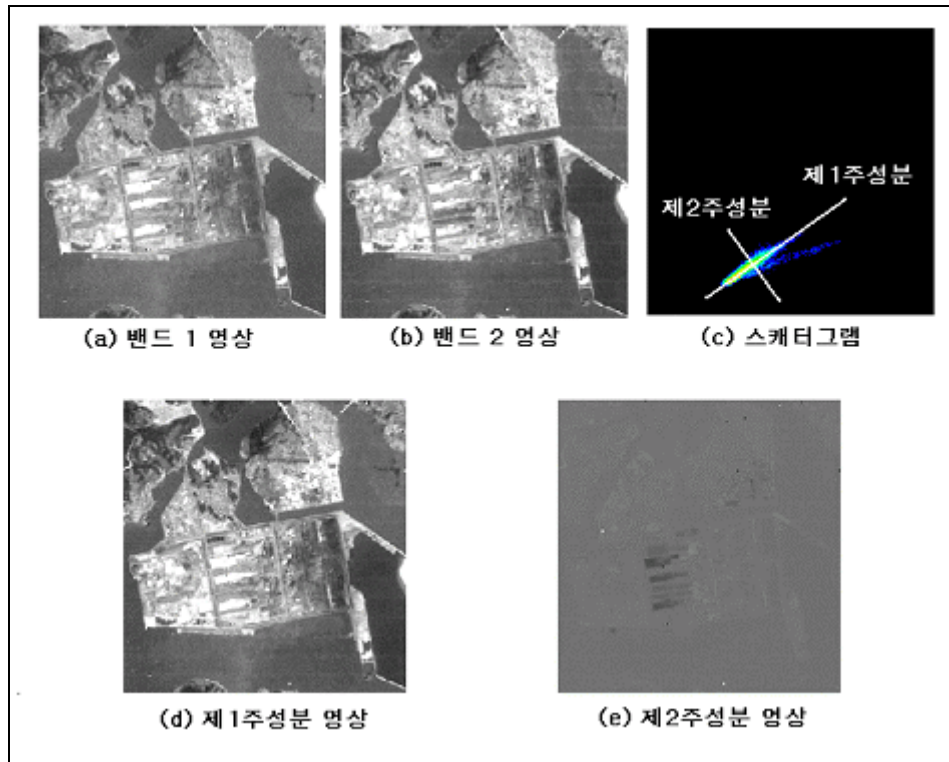 제1주성분
제2주성분
(a) 밴드 1 영상
(b) 밴드 2 영상
(c) 스캐터그램
(d) 제1주성분 영상
(e) 제2주성분 영상